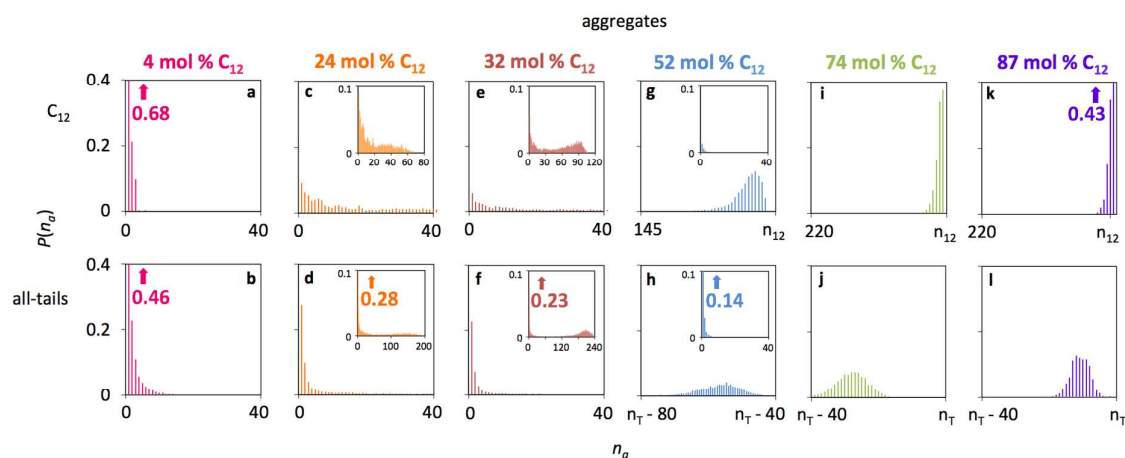 aggregates
4 mol % C12 24 mol % C12 32 mol % C12 52 mol % C12 74 mol % C12 87 mol % C12
C12
P(na)
0.4
0.2
0
a
0.68
0 40
c
0.1
0
0 20 40 60 80
0 40
e
0.1
0
0 30 60 90 120
0 40
g
0.1
0
0 40
145 n12
i
220 n12
k
0.43
220 n12
all-tails
0.4
0.2
0
b
0.46
0 40
d
0.1
0.28
0
0 100 200
0 40
f
0.1
0.23
0
0 120 240
0 40
h
0.1
0.14
0
0 40
nT - 80 nT - 40
j
nT - 40 nT
l
nT - 40 nT
na